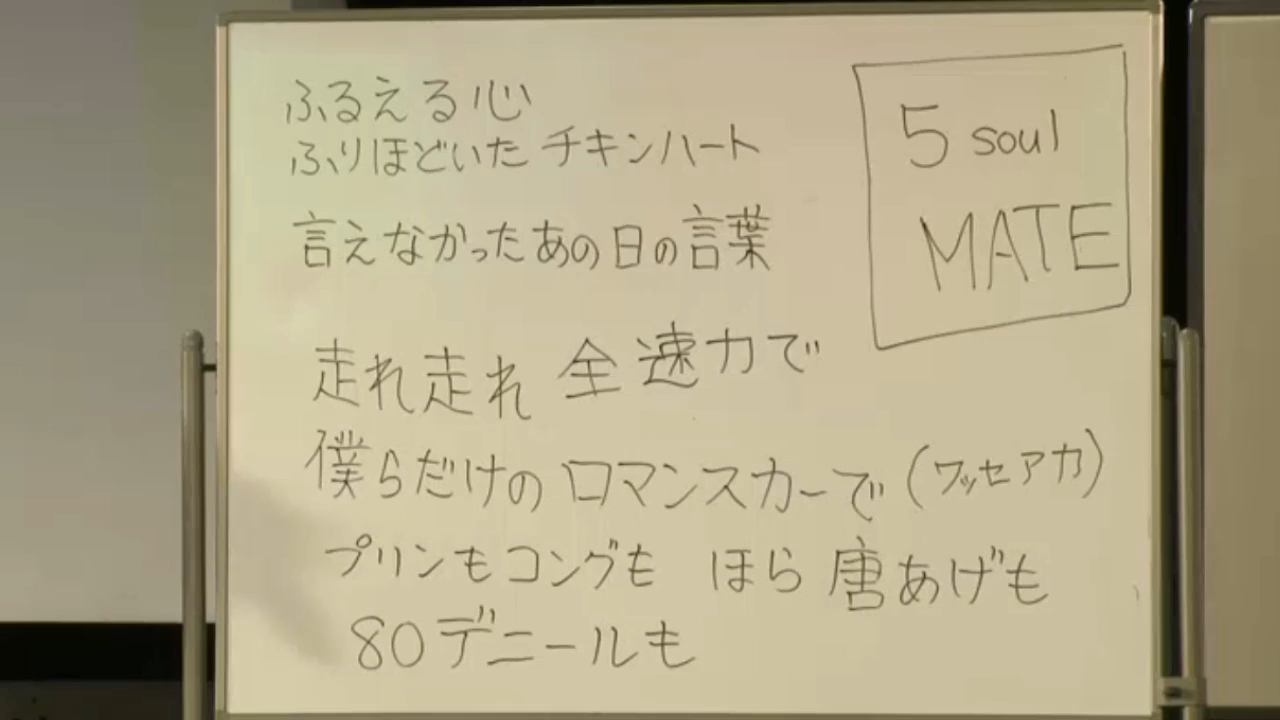 ふるえる心
ふりほどいた チキンハート
言えなかったあの日の言葉
走れ走れ 全速力で
僕らだけの ロマンスカーで (ワッセアカ)
プリンもコングも ほら 唐あげも
80デニールも
5 soul
MATE